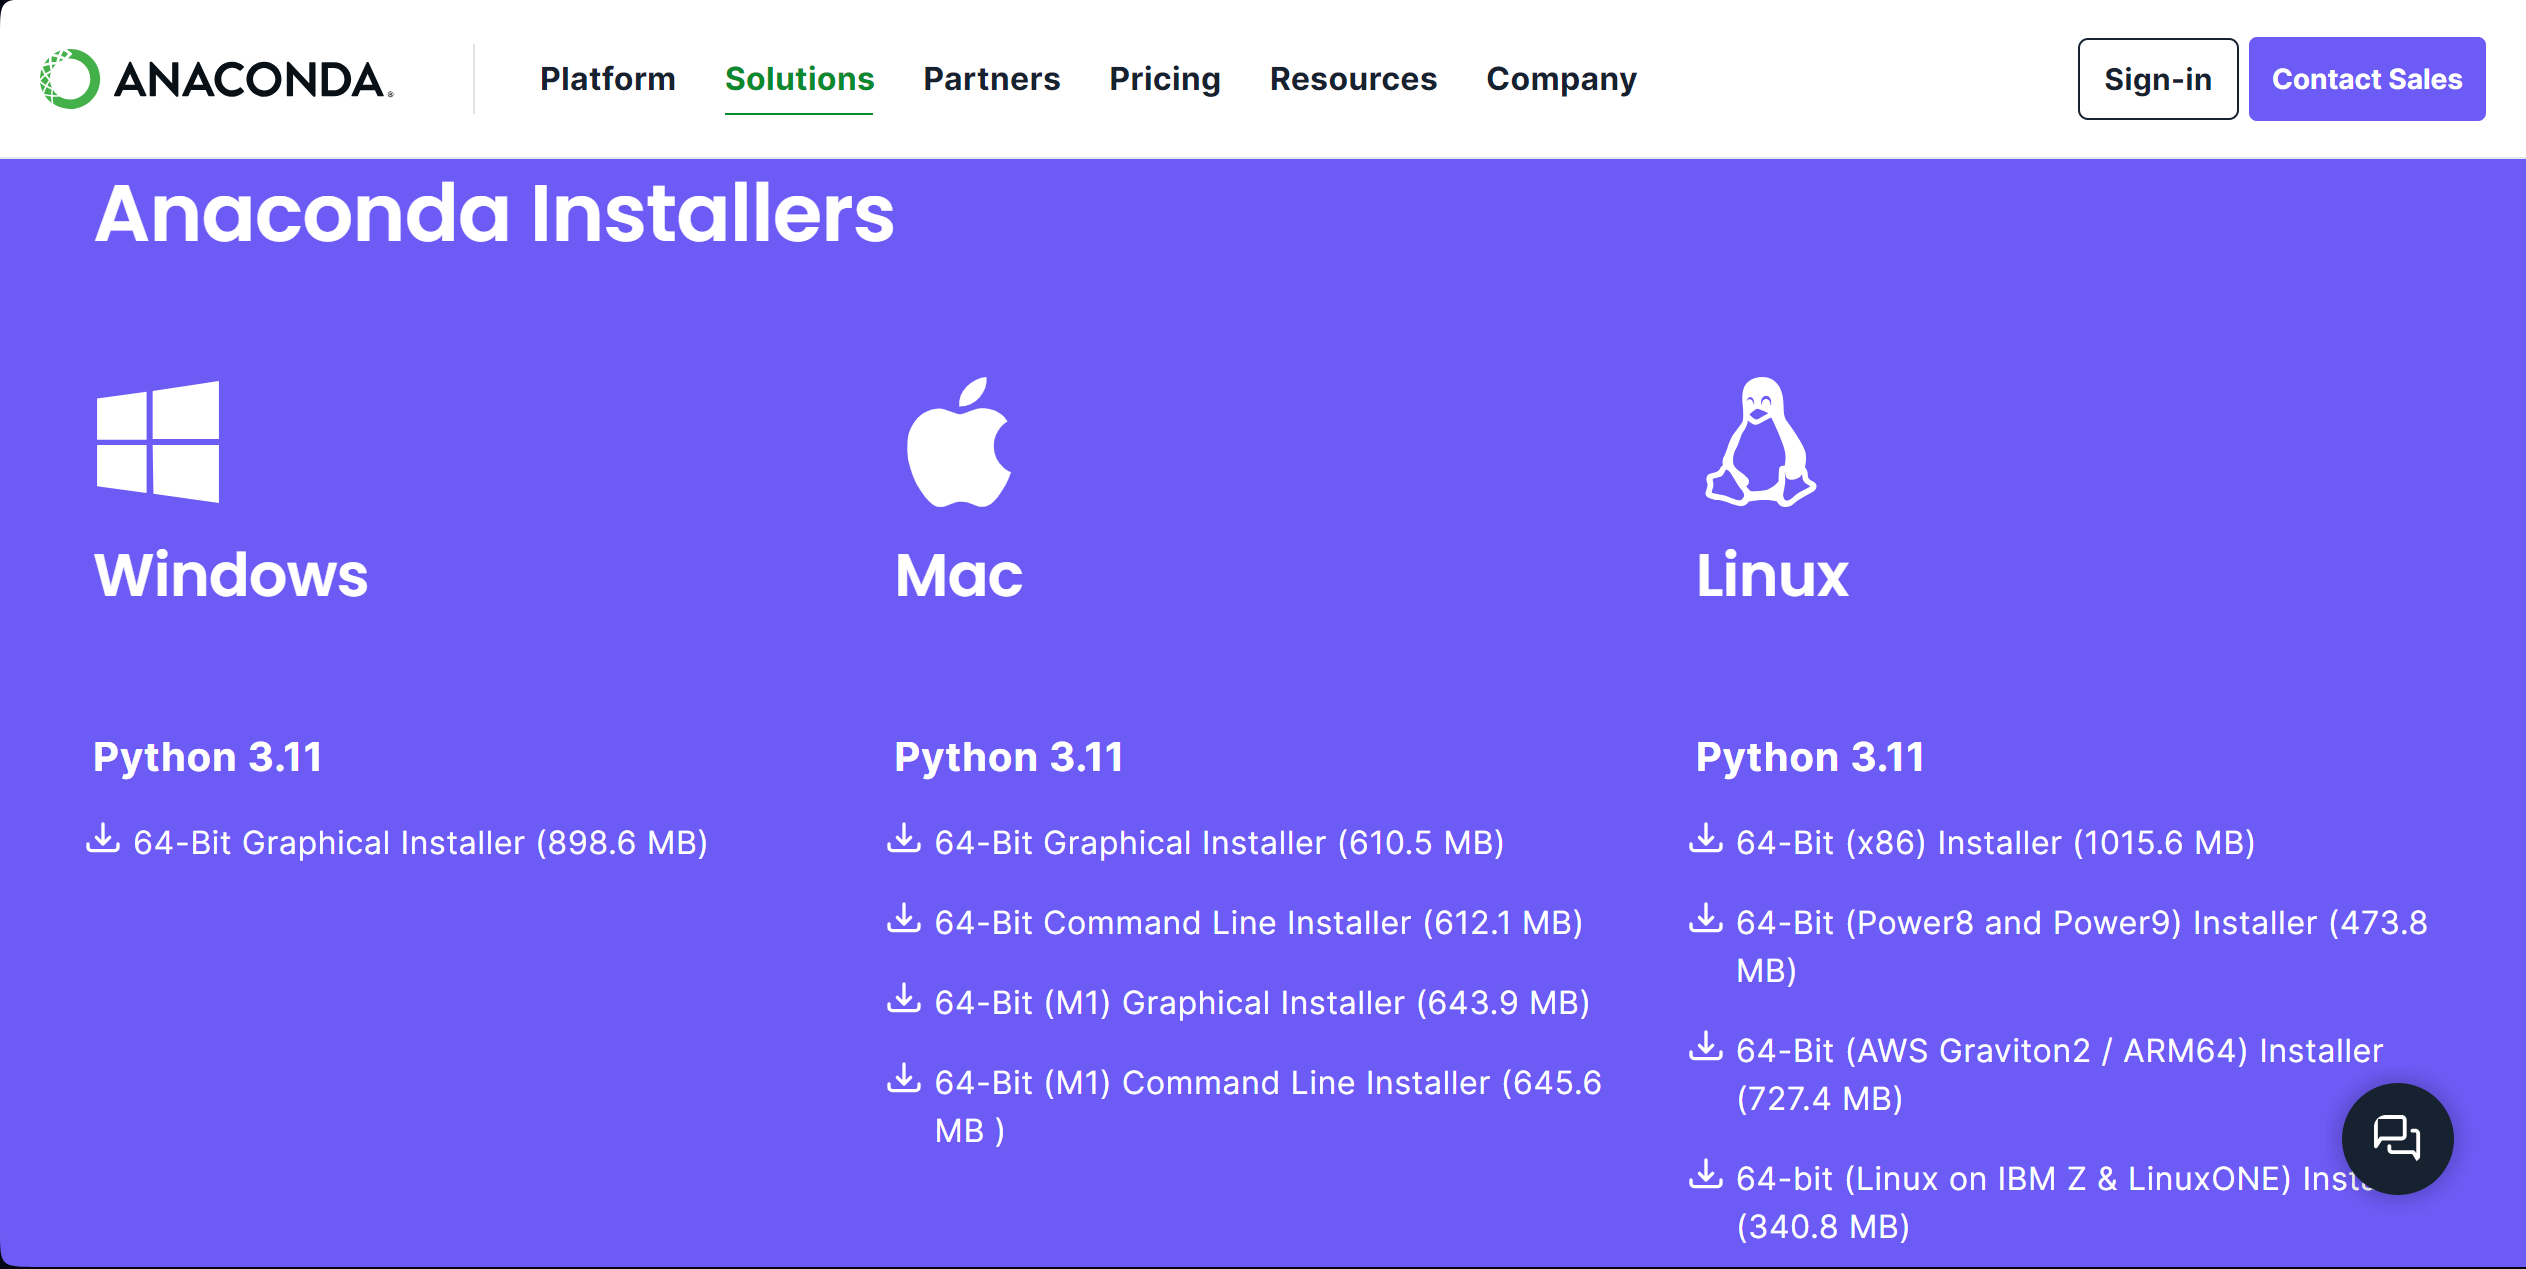 ANACONDA®
Platform
Solutions
Partners
Pricing
Resources
Company
Sign-in
Contact Sales
Anaconda Installers
Windows
Python 3.11
64-Bit Graphical Installer (898.6 MB)
Mac
Python 3.11
64-Bit Graphical Installer (610.5 MB)
64-Bit Command Line Installer (612.1 MB)
64-Bit (M1) Graphical Installer (643.9 MB)
64-Bit (M1) Command Line Installer (645.6
MB )
Linux
Python 3.11
64-Bit (x86) Installer (1015.6 MB)
64-Bit (Power8 and Power9) Installer (473.8
MB)
64-Bit (AWS Graviton2 / ARM64) Installer
(727.4 MB)
64-bit (Linux on IBM Z & LinuxONE)
(340.8 MB)